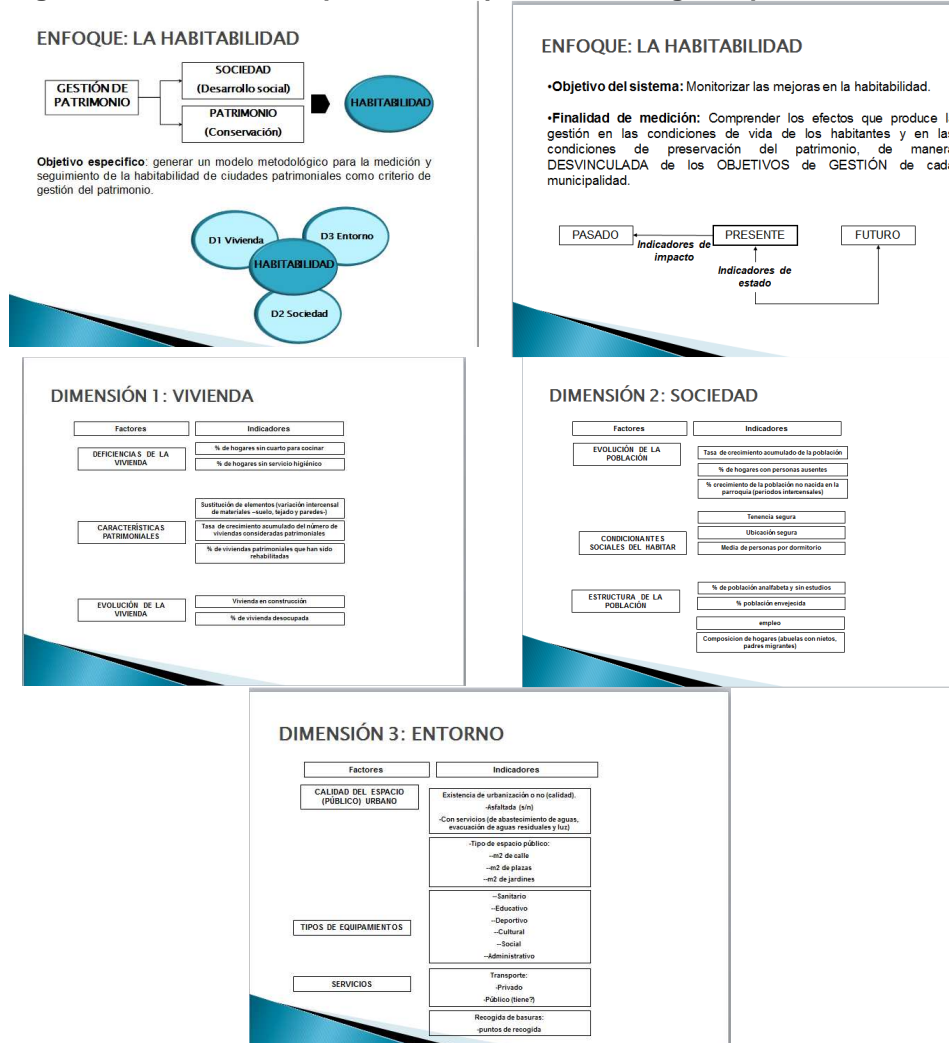 ENFOQUE: LA HABITABILIDAD
GESTIÓN DE
PATRIMONIO
SOCIEDAD
(Desarrollo social)
PATRIMONIO
(Conservación)
HABITABILIDAD
Objetivo especifico: generar un modelo metodológico para la medición y
seguimiento de la habitabilidad de ciudades patrimoniales como criterio de
gestión del patrimonio.
D1 Vivienda
D3 Entorno
HABITABILIDAD
D2 Sociedad
ENFOQUE: LA HABITABILIDAD
•Objetivo del sistema: Monitorizar las mejoras en la habitabilidad.
•Finalidad de medición: Comprender los efectos que produce l
gestión en las condiciones de vida de los habitantes y en las
condiciones de preservación del patrimonio, de manera
DESVINCULADA de los OBJETIVOS de GESTIÓN de cada
municipalidad.
PASADO
Indicadores de
impacto
PRESENTE
FUTURO
Indicadores de
estado
DIMENSIÓN 1: VIVIENDA
Factores
Indicadores
DEFICIENCIAS DE LA
VIVIENDA
% de hogares sin cuarto para cocinar
% de hogares sin servicio higiénico
CARACTERÍSTICAS
PATRIMONIALES
Sustitución de elementos (variación intercensal
de materiales –suelo, tejado y paredes-)
Tasa de crecimiento acumulado del número de
viviendas consideradas patrimoniales
% de viviendas patrimoniales que han sido
rehabilitadas
EVOLUCIÓN DE LA
VIVIENDA
Vivienda en construcción
% de vivienda desocupada
DIMENSIÓN 2: SOCIEDAD
Factores
Indicadores
EVOLUCIÓN DE LA
POBLACIÓN
Tasa de crecimiento acumulado de la población
% de hogares con personas ausentes
% crecimiento de la población no nacida en la
parroquia (periodos intercensales)
CONDICIONANTES
SOCIALES DEL HABITAR
Tenencia segura
Ubicación segura
Media de personas por dormitorio
ESTRUCTURA DE LA
POBLACIÓN
% de población analfabeta y sin estudios
% población envejecida
empleo
Composicion de hogares (abuelas con nietos,
padres migrantes)
DIMENSIÓN 3: ENTORNO
Factores
Indicadores
CALIDAD DEL ESPACIO
(PÚBLICO) URBANO
Existencia de urbanización o no (calidad).
-Asfaltada (s/n)
-Con servicios (de abastecimiento de aguas,
evacuación de aguas residuales y luz)
-Tipo de espacio público:
--m2 de calle
--m2 de plazas
--m2 de jardines
TIPOS DE EQUIPAMIENTOS
--Sanitario
--Educativo
--Deportivo
--Cultural
--Social
--Administrativo
SERVICIOS
Transporte:
-Privado
-Público (tiene?)
Recogida de basuras:
-puntos de recogida